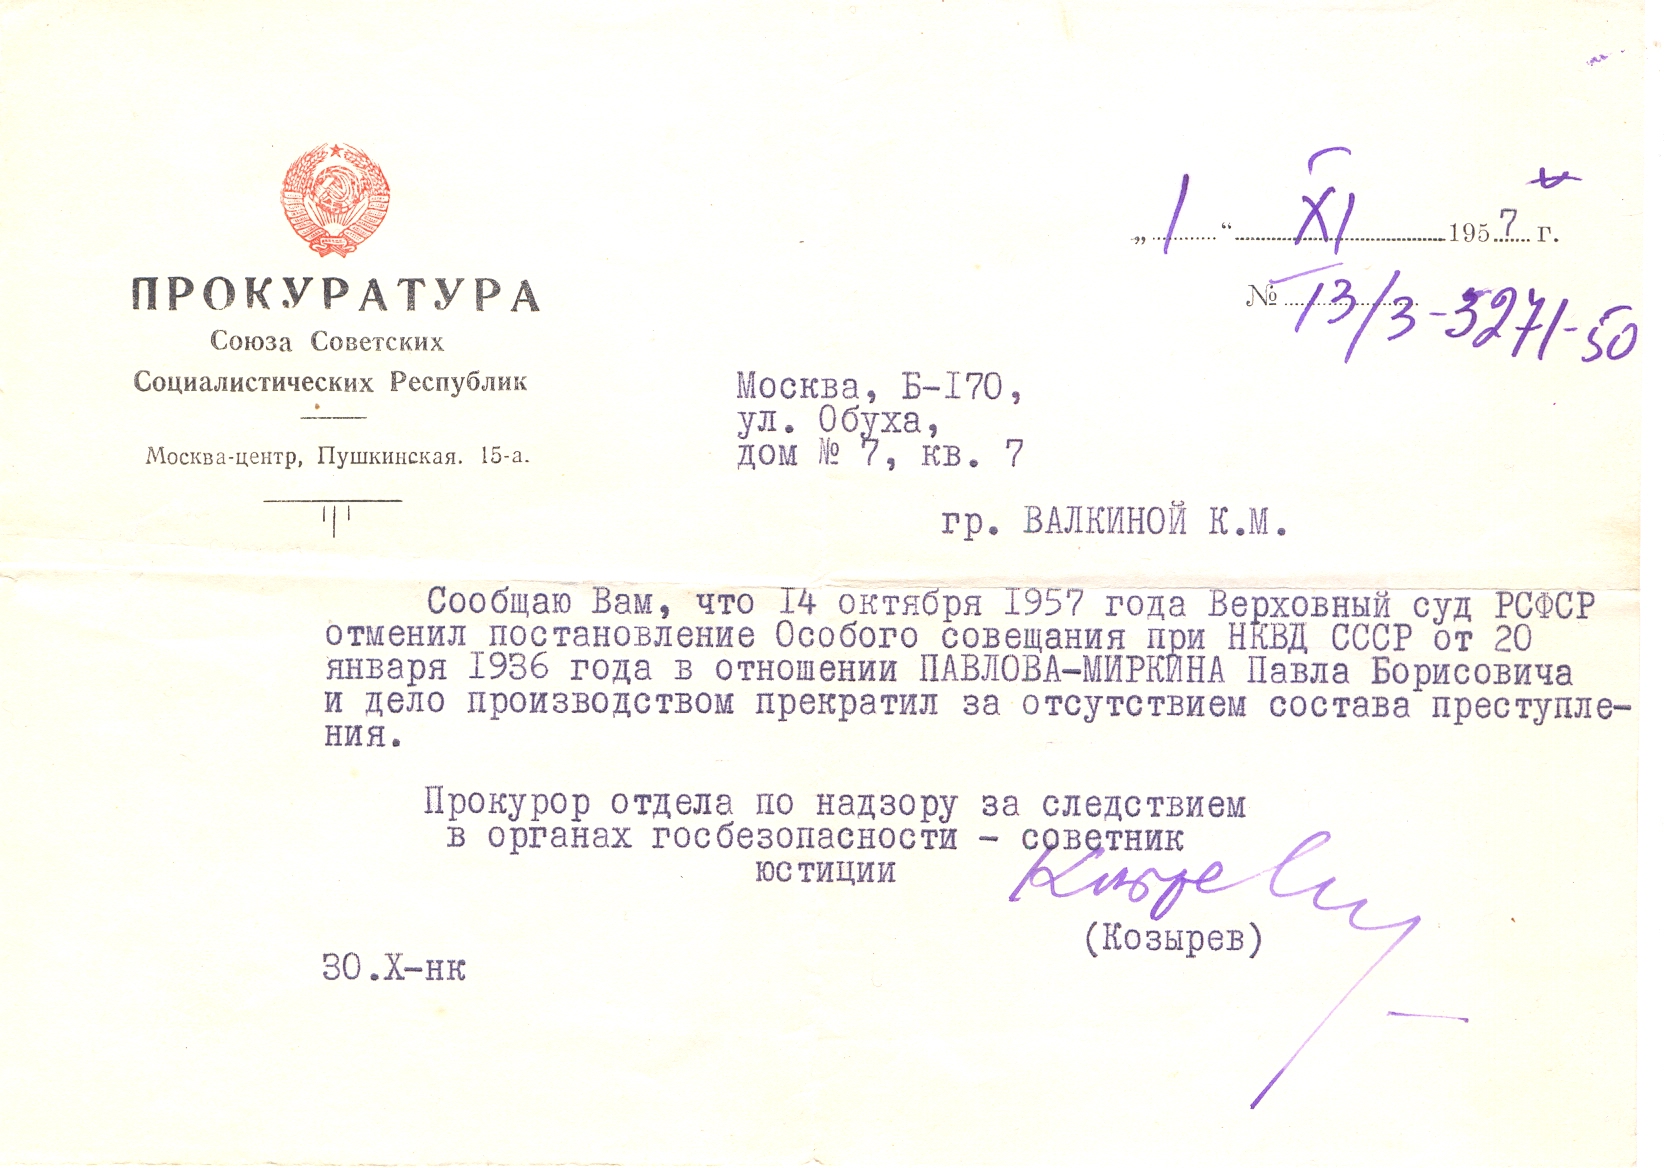 ПРОКУРАТУРА
Союза Советских
Социалистических Республик
Москва-центр, Пушкинская. 15-а.
„ 1 “ XI 1957 г.
№ 13/3-5271-50
Москва, Б-170,
ул. Обуха,
дом № 7, кв. 7
гр. ВАЛКИНОЙ К.М.
Сообщаю Вам, что 14 октября 1957 года Верховный суд РСФСР
отменил постановление Особого совещания при НКВД СССР от 20
января 1936 года в отношении ПАВЛОВА-МИРКИНА Павла Борисовича
и дело производством прекратил за отсутствием состава преступле-
ния.
Прокурор отдела по надзору за следствием
в органах госбезопасности - советник
юстиции
(Козырев)
30.X-нк